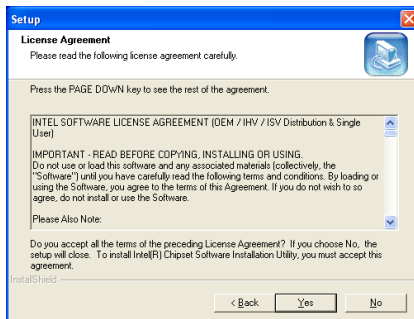 Setup
License Agreement
Please read the following license agreement carefully.
Press the PAGE DOWN key to see the rest of the agreement.
INTEL SOFTWARE LICENSE AGREEMENT (OEM / IHV / ISV Distribution & Single
User)
IMPORTANT - READ BEFORE COPYING, INSTALLING OR USING.
Do not use or load this software and any associated materials (collectively, the
"Software") until you have carefully read the following terms and conditions. By loading or
using the Software, you agree to the terms of this Agreement. If you do not wish to so
agree, do not install or use the Software.
Please Also Note:
Do you accept all the terms of the preceding License Agreement? If you choose No, the
setup will close. To install Intel(R) Chipset Software Installation Utility, you must accept this
agreement.
InstallShield
< Back Yes No